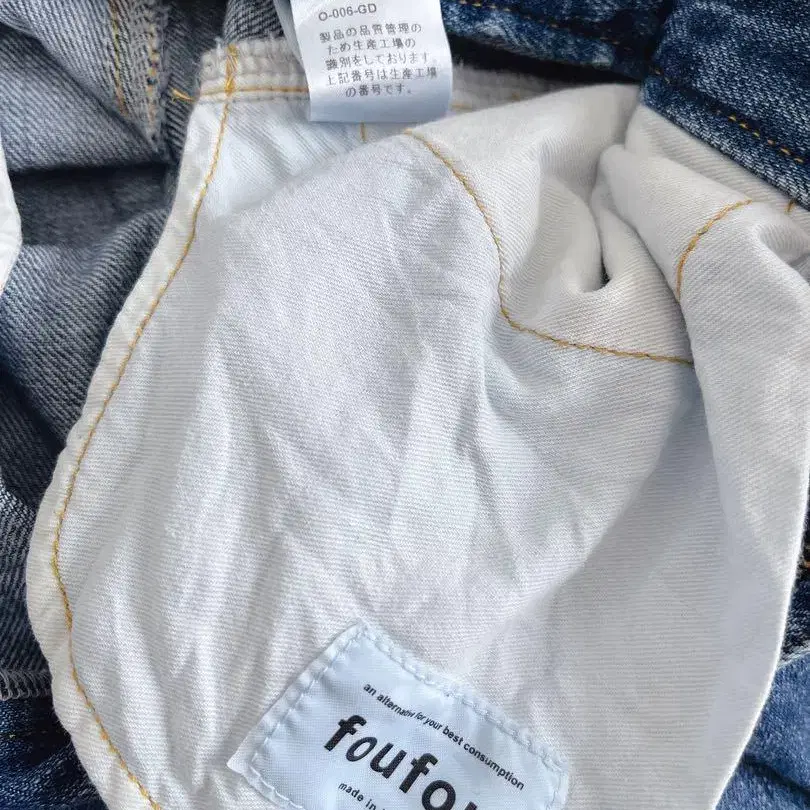 O-006-GD
製品の品質管理の
ため生産工場の
識別をしております。
上記番号は生産工場
の番号です。
an alternative for your best consumption
foufou
made in